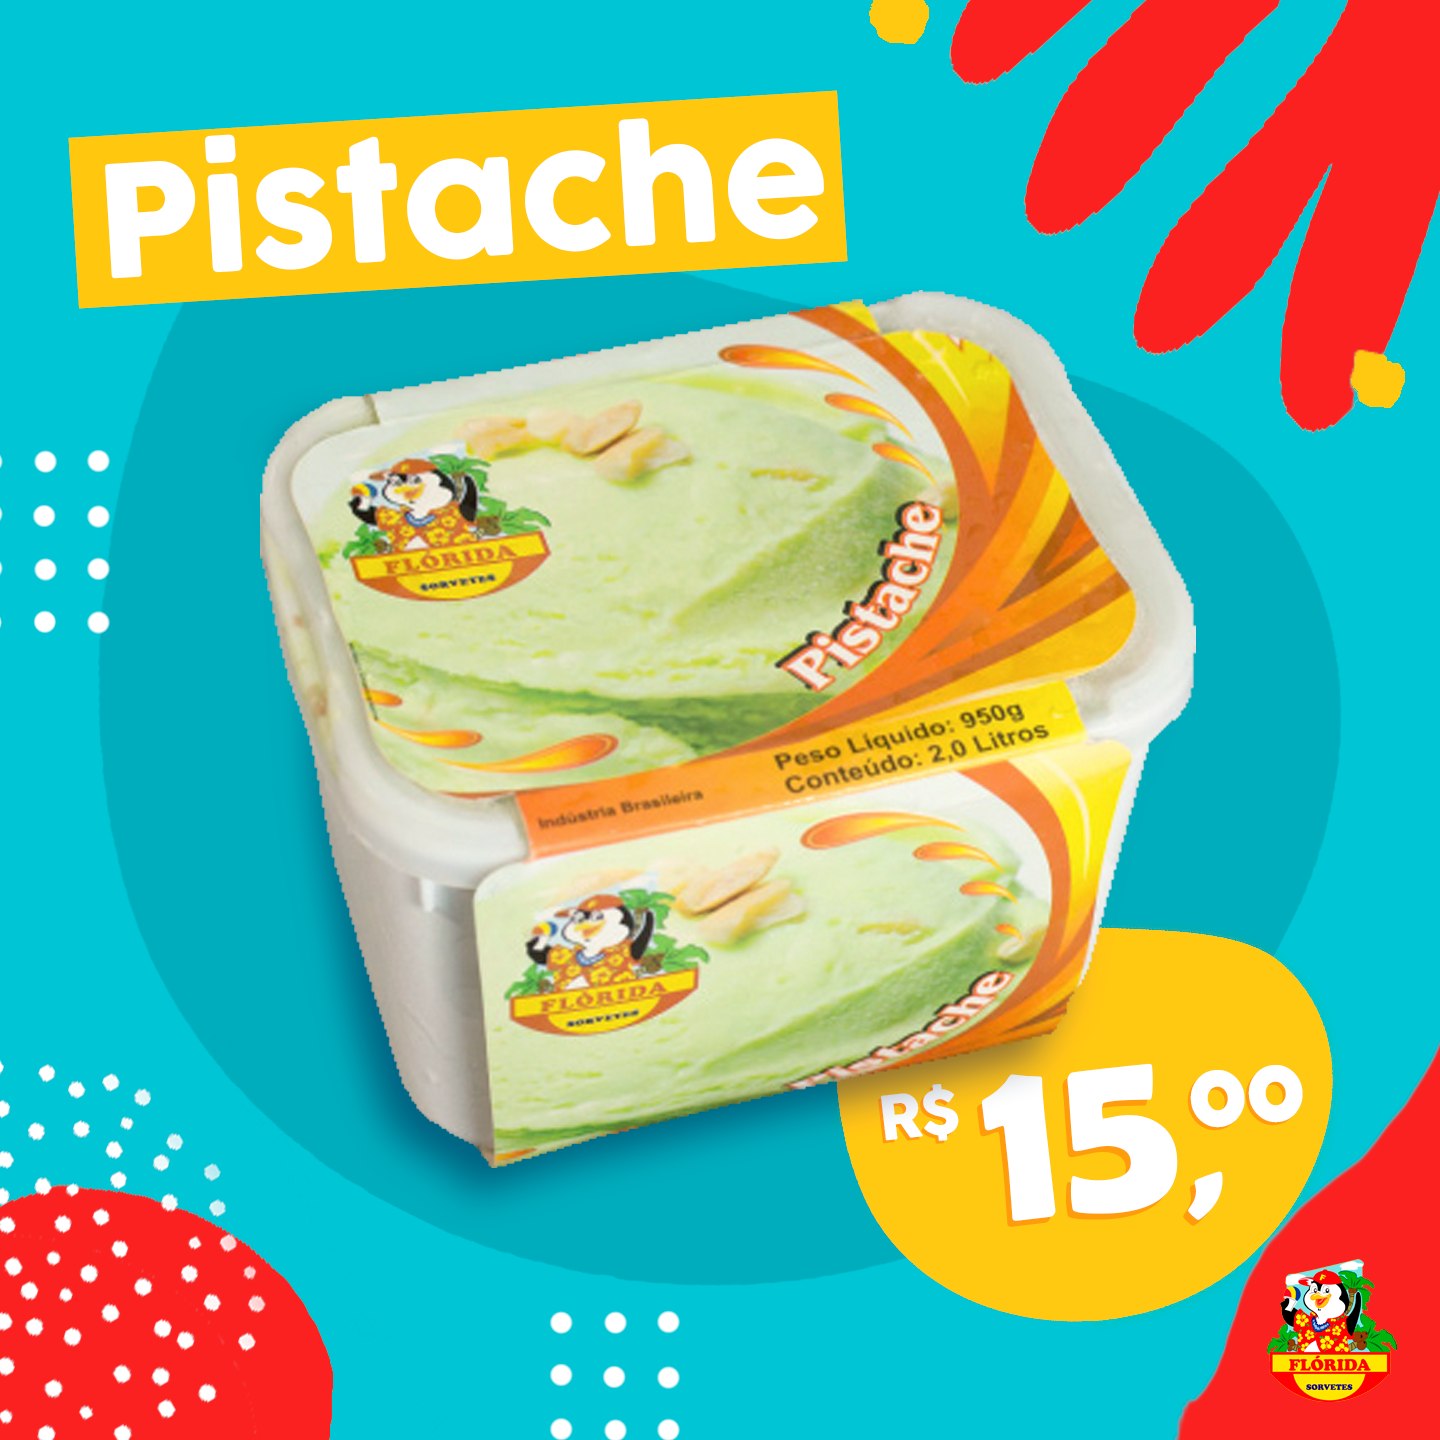 Pistache
FLÓRIDA
SORVETES
Pistache
Peso Líquido: 950g
Conteúdo: 2,0 Litros
Indústria Brasileira
FLÓRIDA
SORVETES
Pistache
R$ 15,00
FLÓRIDA
SORVETES